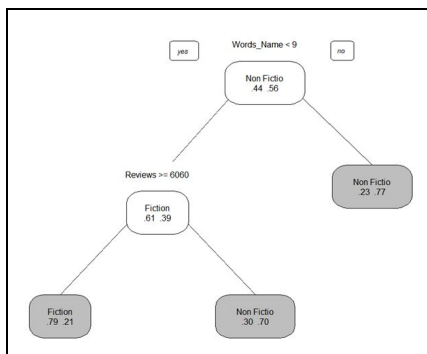 Words_Name < 9
yes
no
Non Fictio
.44 .56
Reviews >= 6060
Non Fictio
.23 .77
Fiction
.61 .39
Fiction
.79 .21
Non Fictio
.30 .70